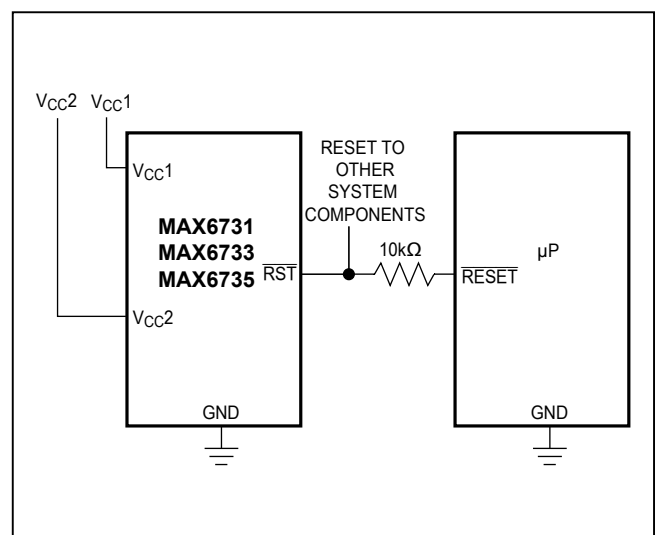 VCC2 VCC1
VCC1
MAX6731
MAX6733
MAX6735
RST
VCC2
GND
RESET TO
OTHER
SYSTEM
COMPONENTS
10kΩ
RESET
µP
GND